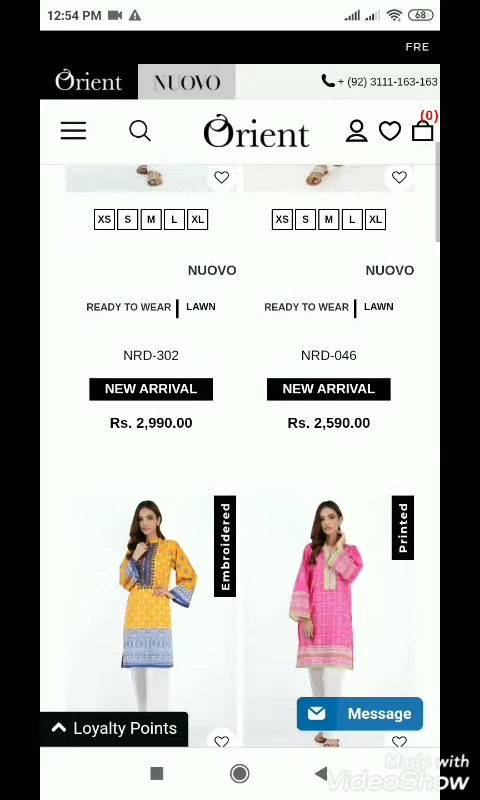 12:54 PM
68
FRE
Orient NUOVO + (92) 3111-163-163
Orient (0)
XS S M L XL XS S M L XL
NUOVO NUOVO
READY TO WEAR LAWN READY TO WEAR LAWN
NRD-302 NRD-046
NEW ARRIVAL NEW ARRIVAL
Rs. 2,990.00 Rs. 2,590.00
Embroidered
Printed
Message
Loyalty Points
Made with
VideoShow